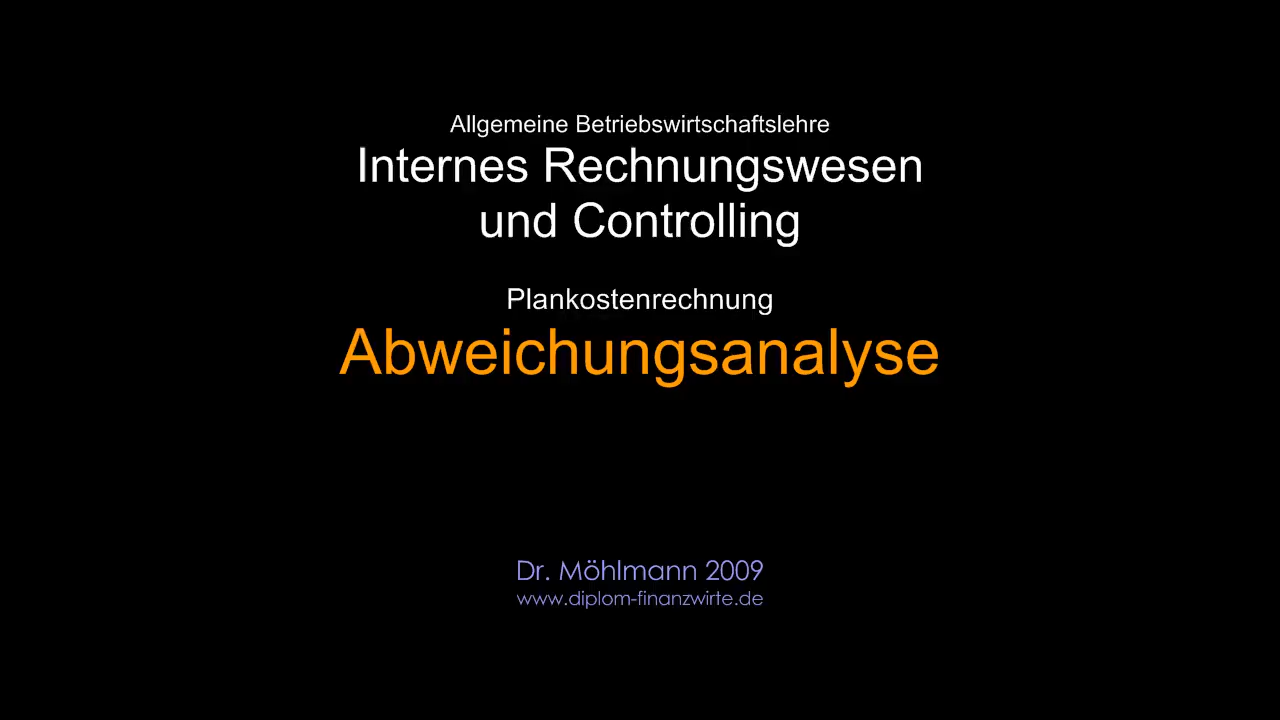 Allgemeine Betriebswirtschaftslehre
Internes Rechnungswesen
und Controlling
Plankostenrechnung
Abweichungsanalyse
Dr. Möhlmann 2009
www.diplom-finanzwirte.de